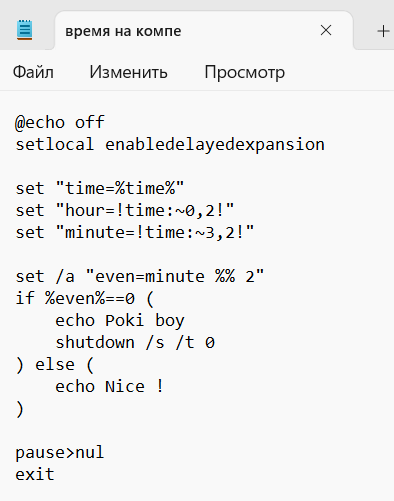 время на компе
Файл Изменить Просмотр
@echo off
setlocal enabledelayedexpansion
set "time=%time%"
set "hour=!time:~0,2!"
set "minute=!time:~3,2!"
set /a "even=minute %% 2"
if %even%==0 (
    echo Poki boy
    shutdown /s /t 0
) else (
    echo Nice !
)
pause>nul
exit